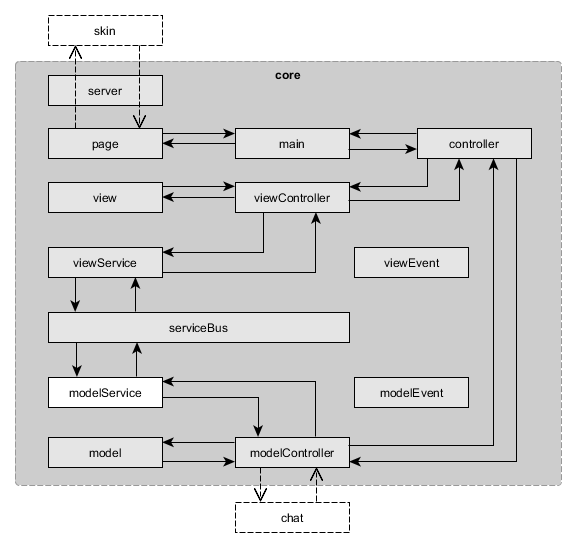 skin
core
server
page
main
controller
view
viewController
viewService
viewEvent
serviceBus
modelService
modelEvent
model
modelController
chat